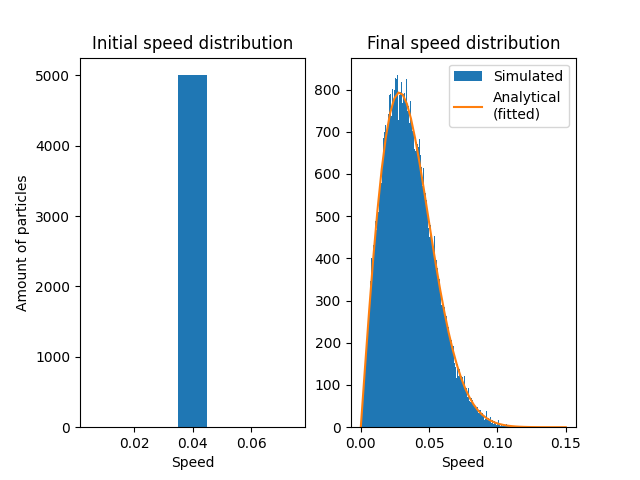 Initial speed distribution
Amount of particles
5000
4000
3000
2000
1000
0
0.02 0.04 0.06
Speed
Final speed distribution
Simulated
Analytical
(fitted)
800
700
600
500
400
300
200
100
0
0.00 0.05 0.10 0.15
Speed